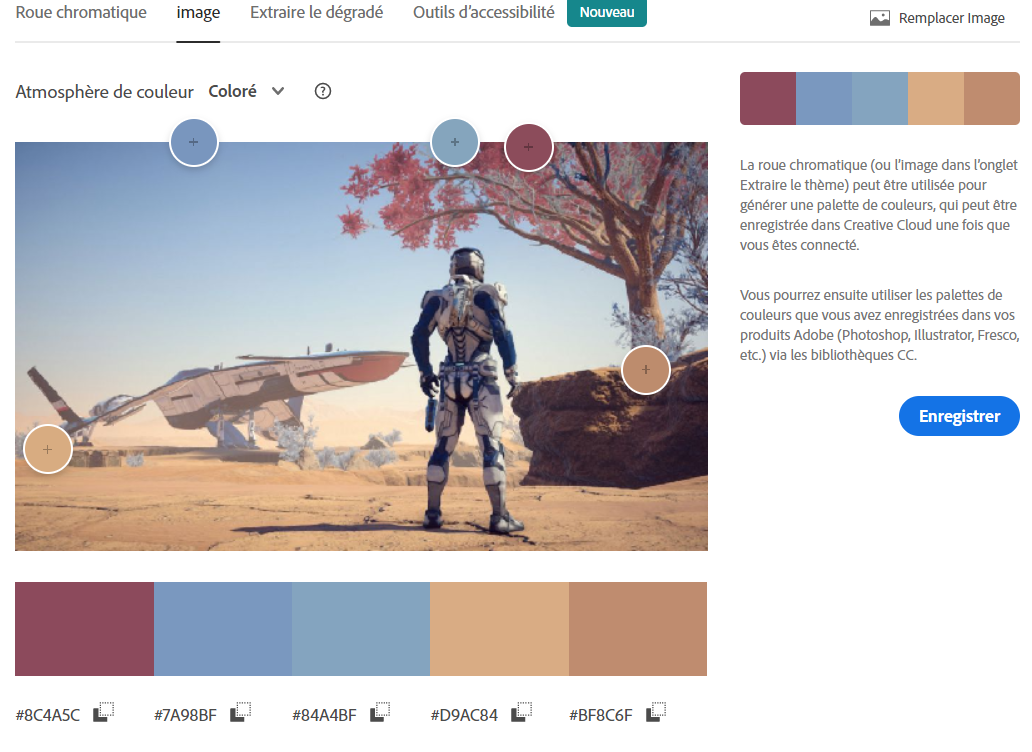 Roue chromatique
image
Extraire le dégradé
Outils d’accessibilité
Nouveau
Remplacer Image
Atmosphère de couleur
Coloré
?
La roue chromatique (ou l’image dans l’onglet
Extraire le thème) peut être utilisée pour
générer une palette de couleurs, qui peut être
enregistrée dans Creative Cloud une fois que
vous êtes connecté.
Vous pourrez ensuite utiliser les palettes de
couleurs que vous avez enregistrées dans vos
produits Adobe (Photoshop, Illustrator, Fresco,
etc.) via les bibliothèques CC.
Enregistrer
#8C4A5C
#7A98BF
#84A4BF
#D9AC84
#BF8C6F